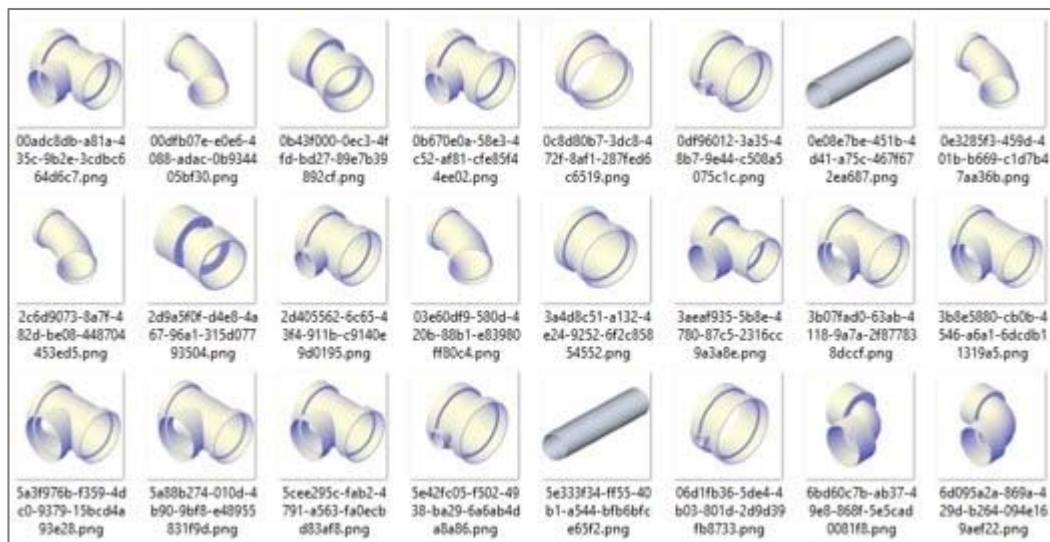 00adc8db-a81a-4
35c-9b2e-3cdbc6
64d6c7.png
00dfb07e-e0e6-4
088-adac-0b9344
05bf30.png
0b43f000-0ec3-4f
fd-bd27-89e7b39
892cf.png
0b670e0a-58e3-4
c52-af81-cfe85f4
4ee02.png
0c8d80b7-3dc8-4
72f-8af1-287fed6
c6519.png
0df96012-3a35-4
8b7-9e44-c508a5
075c1c.png
0e08e7be-451b-4
d41-a75c-467f67
2ea687.png
0e3285f3-459d-4
01b-b669-c1d7b4
7aa36b.png
2c6d9073-8a7f-4
82d-be08-448704
453ed5.png
2d9a5f0f-d4e8-4a
67-96a1-315d077
93504.png
2d405562-6c65-4
3f4-911b-c9140e
9d0195.png
03e60df9-580d-4
20b-88b1-e83980
ff80c4.png
3a4d8c51-a132-4
e24-9252-6f2c858
54552.png
3aeaf935-5b8e-4
780-87c5-2316cc
9a3a8e.png
3b07fad0-63ab-4
118-9a7a-2f87783
8dccf.png
3b8e5880-cb0b-4
546-a6a1-6dcdb1
1319a5.png
5a3f976b-f359-4d
c0-9379-15bcd4a
93e28.png
5a88b274-010d-4
b90-9bf8-e48955
831f9d.png
5cee295c-fab2-4
791-a563-fa0ecb
d83af8.png
5e42fc05-f502-49
38-ba29-6a6ab4d
a8a86.png
5e333f34-ff55-40
b1-a544-bfb6bfc
e65f2.png
06d1fb36-5de4-4
b03-801d-2d9d39
fb8733.png
6bd60c7b-ab37-4
9e8-868f-5e5cad
0081f8.png
6d095a2a-869a-4
29d-b264-094e16
9aef22.png